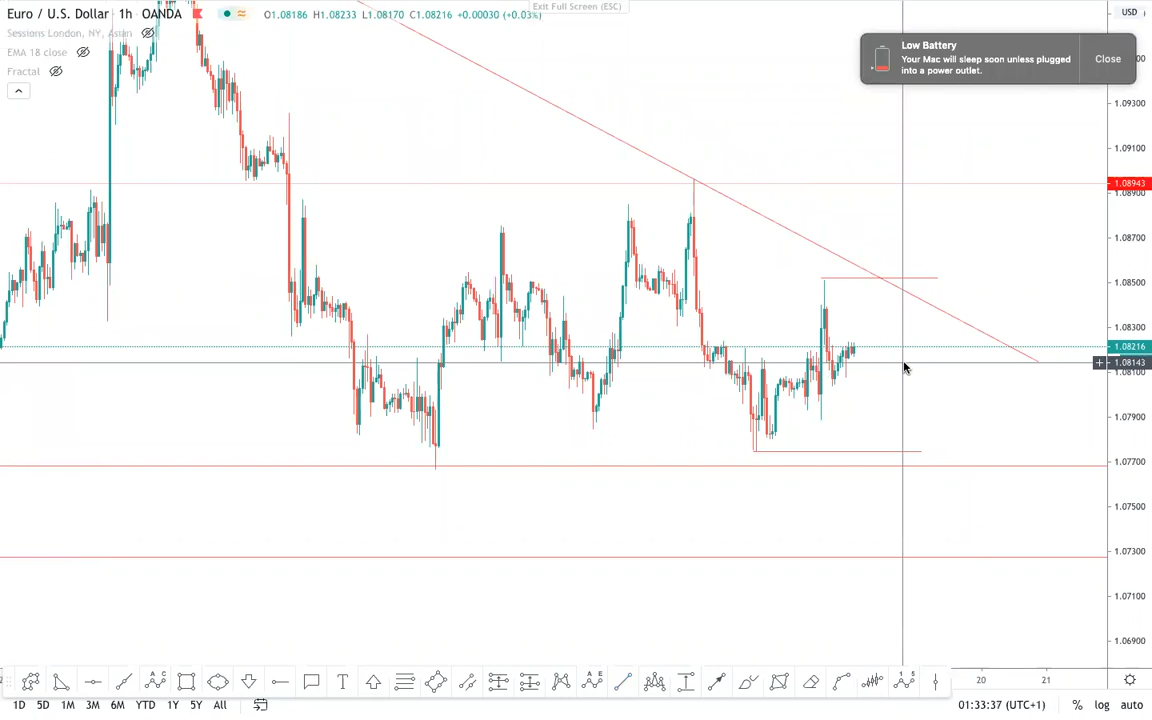 Exit Full Screen (ESC)
Euro / U.S. Dollar · 1h · OANDA
O1.08186 H1.08233 L1.08170 C1.08216 +0.00030 (+0.03%)
USD
Sessions London, NY, Asian
EMA 18 close
Fractal
Low Battery
Your Mac will sleep soon unless plugged
into a power outlet.
Close
1.09300
1.09100
1.08943
1.08900
1.08700
1.08500
1.08300
1.08216
1.08143
1.08100
1.07900
1.07700
1.07500
1.07300
1.07100
1.06900
20
21
1D 5D 1M 3M 6M YTD 1Y 5Y All
01:33:37 (UTC+1)
% log auto